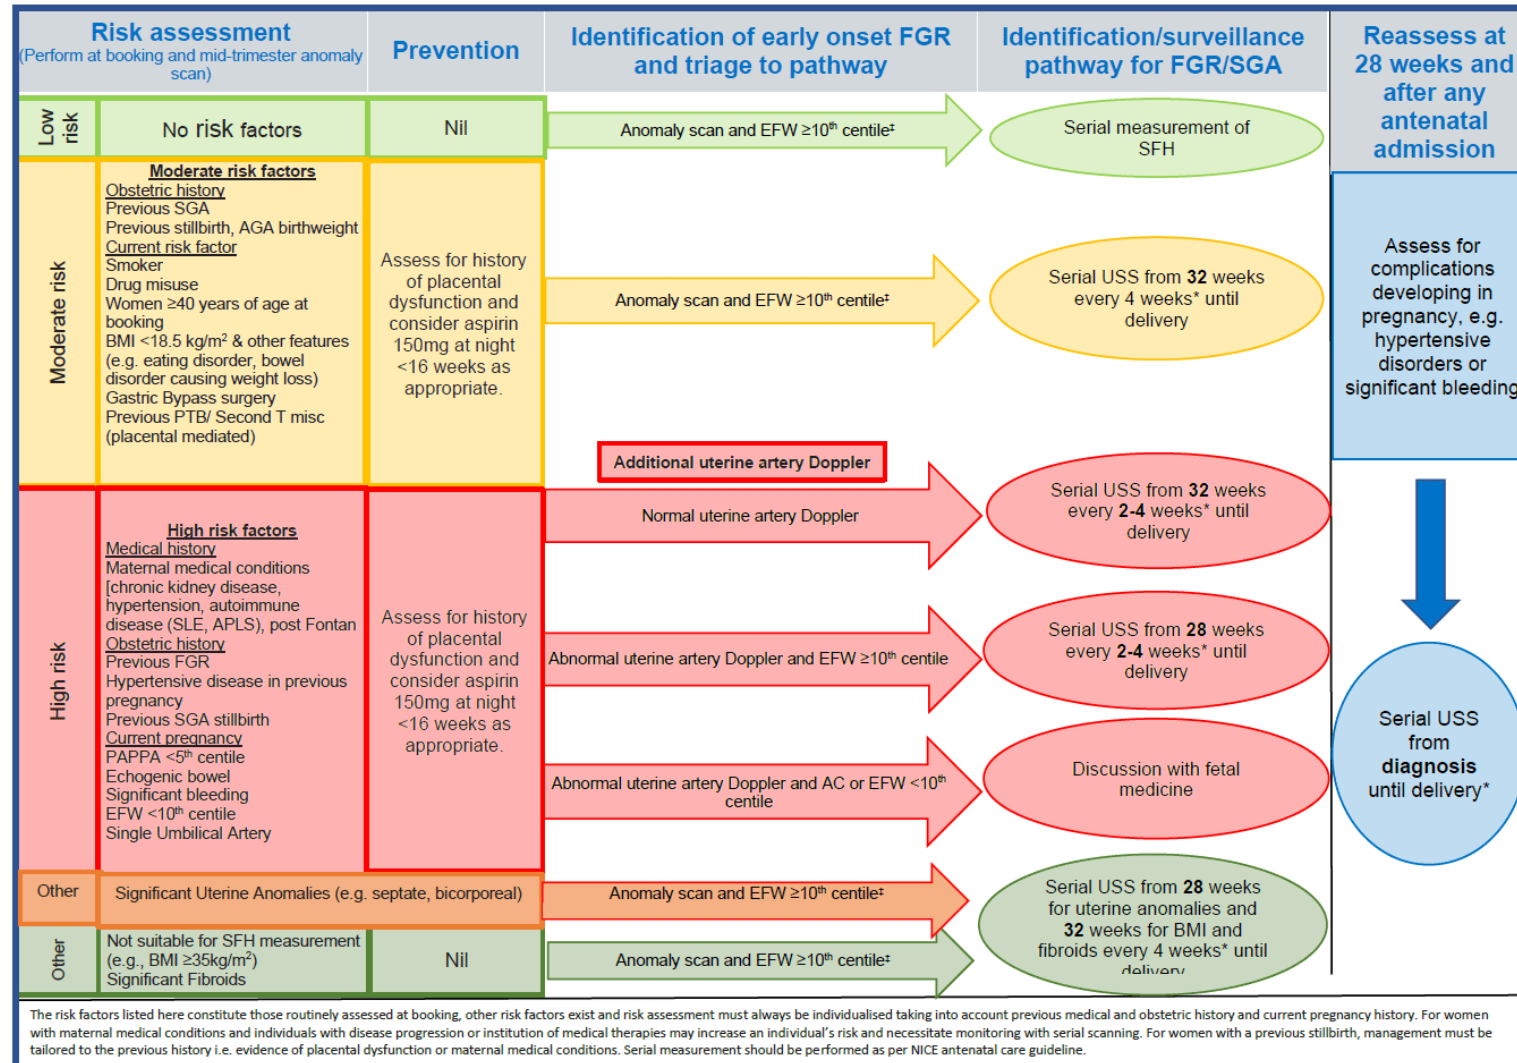 Risk assessment
(Perform at booking and mid-trimester anomaly
scan)
Prevention
Identification of early onset FGR
and triage to pathway
Identification/surveillance
pathway for FGR/SGA
Reassess at
28 weeks and
after any
antenatal
admission
Low
risk
No risk factors
Nil
Anomaly scan and EFW ≥10th centile‡
Serial measurement of
SFH
Moderate risk
Moderate risk factors
Obstetric history
Previous SGA
Previous stillbirth, AGA birthweight
Current risk factor
Smoker
Drug misuse
Women ≥40 years of age at
booking
BMI <18.5 kg/m² & other features
(e.g. eating disorder, bowel
disorder causing weight loss)
Gastric Bypass surgery
Previous PTB/ Second T misc
(placental mediated)
Assess for history
of placental
dysfunction and
consider aspirin
150mg at night
<16 weeks as
appropriate.
Anomaly scan and EFW ≥10th centile‡
Serial USS from 32 weeks
every 4 weeks* until
delivery
Assess for
complications
developing in
pregnancy, e.g.
hypertensive
disorders or
significant bleeding
High risk
High risk factors
Medical history
Maternal medical conditions
[chronic kidney disease,
hypertension, autoimmune
disease (SLE, APLS), post Fontan
Obstetric history
Previous FGR
Hypertensive disease in previous
pregnancy
Previous SGA stillbirth
Current pregnancy
PAPPA <5th centile
Echogenic bowel
Significant bleeding
EFW <10th centile
Single Umbilical Artery
Assess for history
of placental
dysfunction and
consider aspirin
150mg at night
<16 weeks as
appropriate.
Additional uterine artery Doppler
Normal uterine artery Doppler
Serial USS from 32 weeks
every 2-4 weeks* until
delivery
Abnormal uterine artery Doppler and EFW ≥10th centile
Serial USS from 28 weeks
every 2-4 weeks* until
delivery
Abnormal uterine artery Doppler and AC or EFW <10th
centile
Discussion with fetal
medicine
Serial USS
from
diagnosis
until delivery*
Other
Significant Uterine Anomalies (e.g. septate, bicorporeal)
Anomaly scan and EFW ≥10th centile‡
Serial USS from 28 weeks
for uterine anomalies and
32 weeks for BMI and
fibroids every 4 weeks* until
delivery
Other
Not suitable for SFH measurement
(e.g., BMI ≥35kg/m²)
Significant Fibroids
Nil
Anomaly scan and EFW ≥10th centile‡
The risk factors listed here constitute those routinely assessed at booking, other risk factors exist and risk assessment must always be individualised taking into account previous medical and obstetric history and current pregnancy history. For women
with maternal medical conditions and individuals with disease progression or institution of medical therapies may increase an individual's risk and necessitate monitoring with serial scanning. For women with a previous stillbirth, management must be
tailored to the previous history i.e. evidence of placental dysfunction or maternal medical conditions. Serial measurement should be performed as per NICE antenatal care guideline.